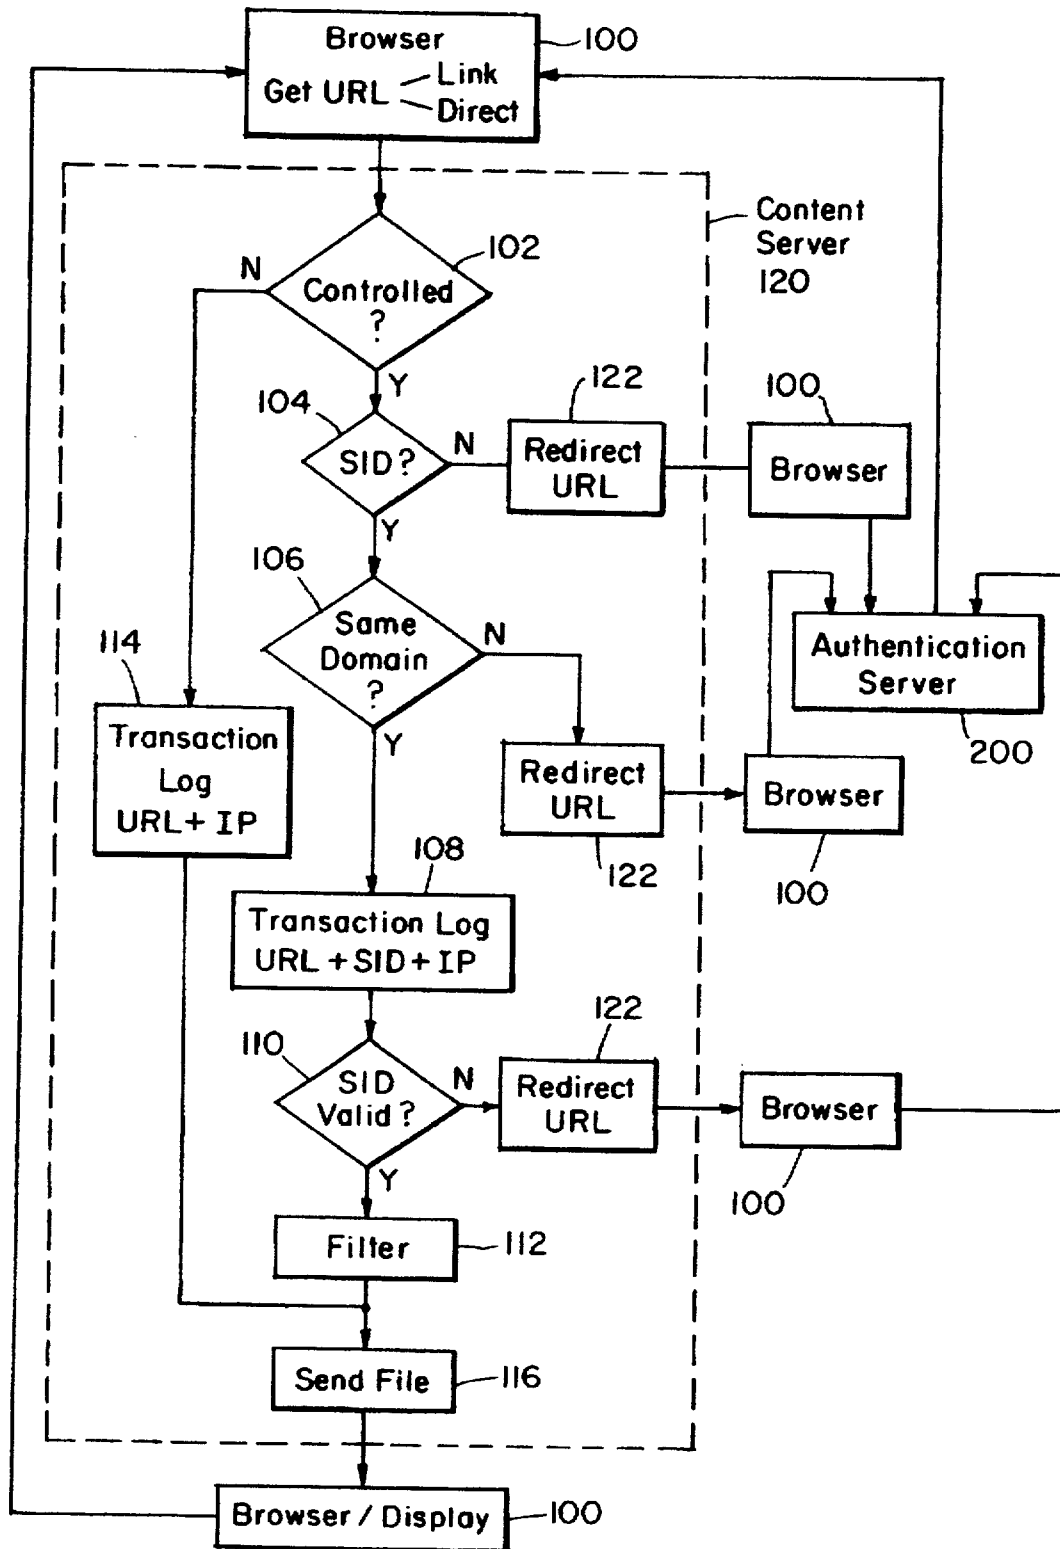 Browser
100
Get URL
Link
Direct
Content
Server
120
102
N
Controlled
?
Y
104
SID?
N
122
Redirect
URL
100
Browser
Y
106
Same
Domain
?
N
Authentication
Server
200
114
Transaction
Log
URL+ IP
Y
Redirect
URL
122
Browser
100
108
Transaction Log
URL+SID+IP
110
SID
Valid?
N
122
Redirect
URL
Browser
100
Y
Filter
112
Send File
116
Browser / Display
100